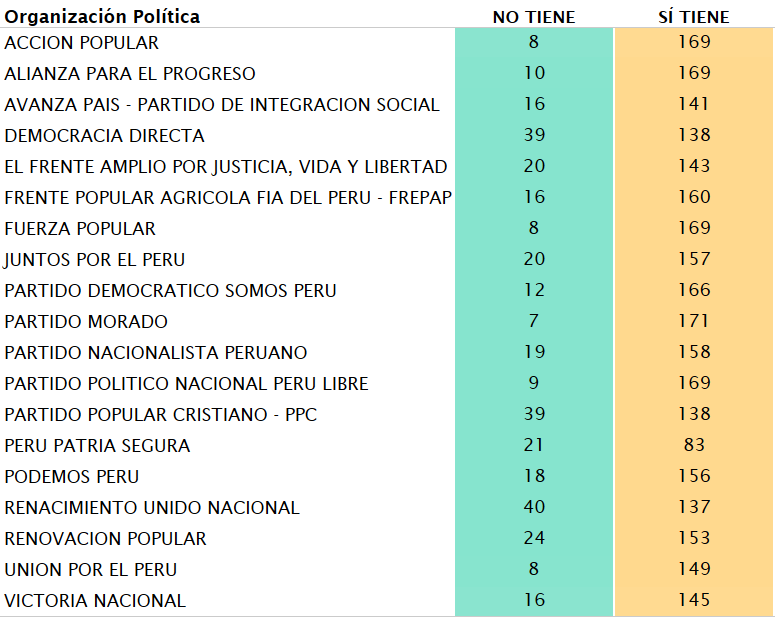 Organización Política NO TIENE SÍ TIENE
ACCION POPULAR 8 169
ALIANZA PARA EL PROGRESO 10 169
AVANZA PAIS - PARTIDO DE INTEGRACION SOCIAL 16 141
DEMOCRACIA DIRECTA 39 138
EL FRENTE AMPLIO POR JUSTICIA, VIDA Y LIBERTAD 20 143
FRENTE POPULAR AGRICOLA FIA DEL PERU - FREPAP 16 160
FUERZA POPULAR 8 169
JUNTOS POR EL PERU 20 157
PARTIDO DEMOCRATICO SOMOS PERU 12 166
PARTIDO MORADO 7 171
PARTIDO NACIONALISTA PERUANO 19 158
PARTIDO POLITICO NACIONAL PERU LIBRE 9 169
PARTIDO POPULAR CRISTIANO - PPC 39 138
PERU PATRIA SEGURA 21 83
PODEMOS PERU 18 156
RENACIMIENTO UNIDO NACIONAL 40 137
RENOVACION POPULAR 24 153
UNION POR EL PERU 8 149
VICTORIA NACIONAL 16 145